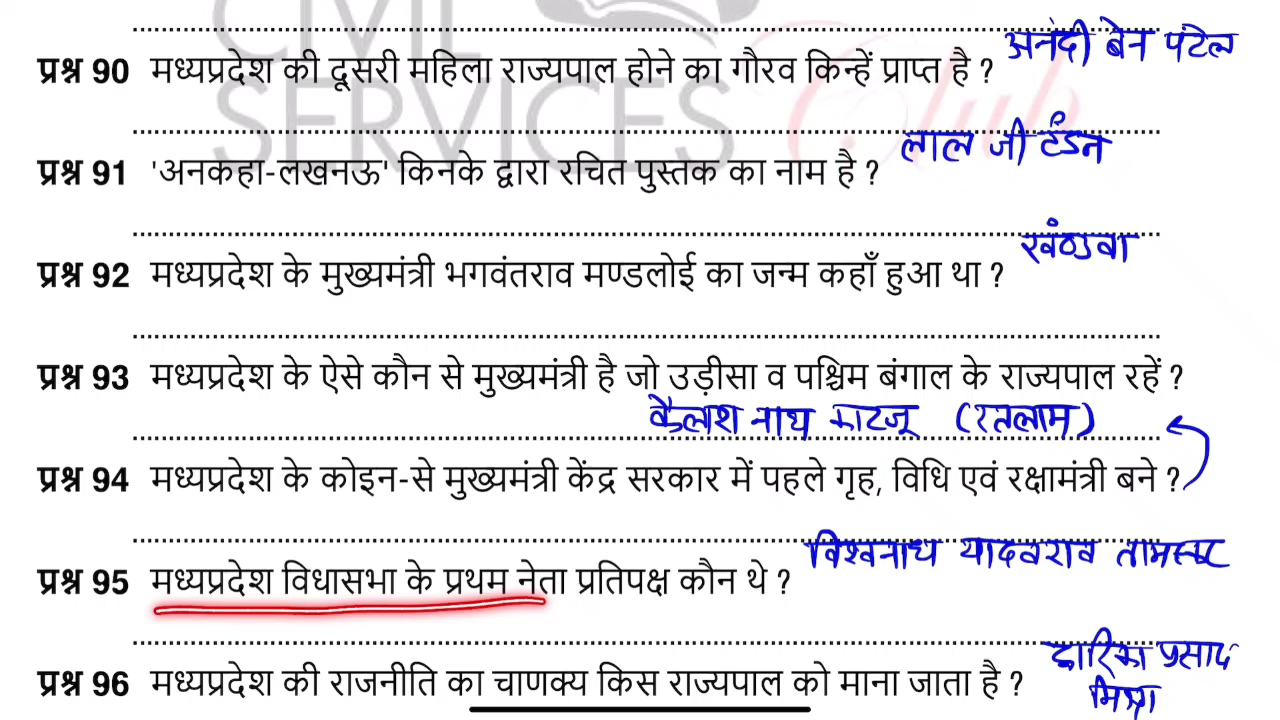 CIVIL
SERVICES Club
अनंदी बेन पटेल
प्रश्न 90 मध्यप्रदेश की दूसरी महिला राज्यपाल होने का गौरव किन्हें प्राप्त है ?
लाल जी टंडन
प्रश्न 91 'अनकहा-लखनऊ' किनके द्वारा रचित पुस्तक का नाम है ?
खंण्डवा
प्रश्न 92 मध्यप्रदेश के मुख्यमंत्री भगवंतराव मण्डलोई का जन्म कहाँ हुआ था ?
प्रश्न 93 मध्यप्रदेश के ऐसे कौन से मुख्यमंत्री है जो उड़ीसा व पश्चिम बंगाल के राज्यपाल रहें ?
कैलाश नाथ काटजू (रतलाम)
प्रश्न 94 मध्यप्रदेश के कोइन-से मुख्यमंत्री केंद्र सरकार में पहले गृह, विधि एवं रक्षामंत्री बने ?
विश्वनाथ यादवराव तामस्कर
प्रश्न 95 मध्यप्रदेश विधासभा के प्रथम नेता प्रतिपक्ष कौन थे ?
द्वारिका प्रसाद
मिश्रा
प्रश्न 96 मध्यप्रदेश की राजनीति का चाणक्य किस राज्यपाल को माना जाता है ?